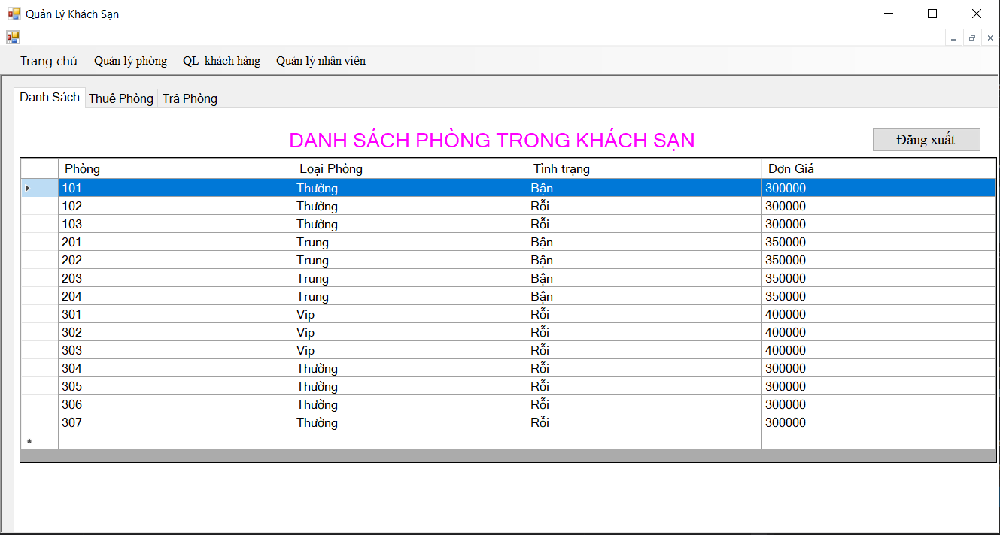 Quản Lý Khách Sạn
Trang chủ Quản lý phòng QL khách hàng Quản lý nhân viên
Danh Sách Thuê Phòng Trả Phòng
DANH SÁCH PHÒNG TRONG KHÁCH SẠN Đăng xuất
Phòng Loại Phòng Tình trạng Đơn Giá
101 Thường Bận 300000
102 Thường Rỗi 300000
103 Thường Rỗi 300000
201 Trung Bận 350000
202 Trung Bận 350000
203 Trung Bận 350000
204 Trung Bận 350000
301 Vip Rỗi 400000
302 Vip Rỗi 400000
303 Vip Rỗi 400000
304 Thường Rỗi 300000
305 Thường Rỗi 300000
306 Thường Rỗi 300000
307 Thường Rỗi 300000